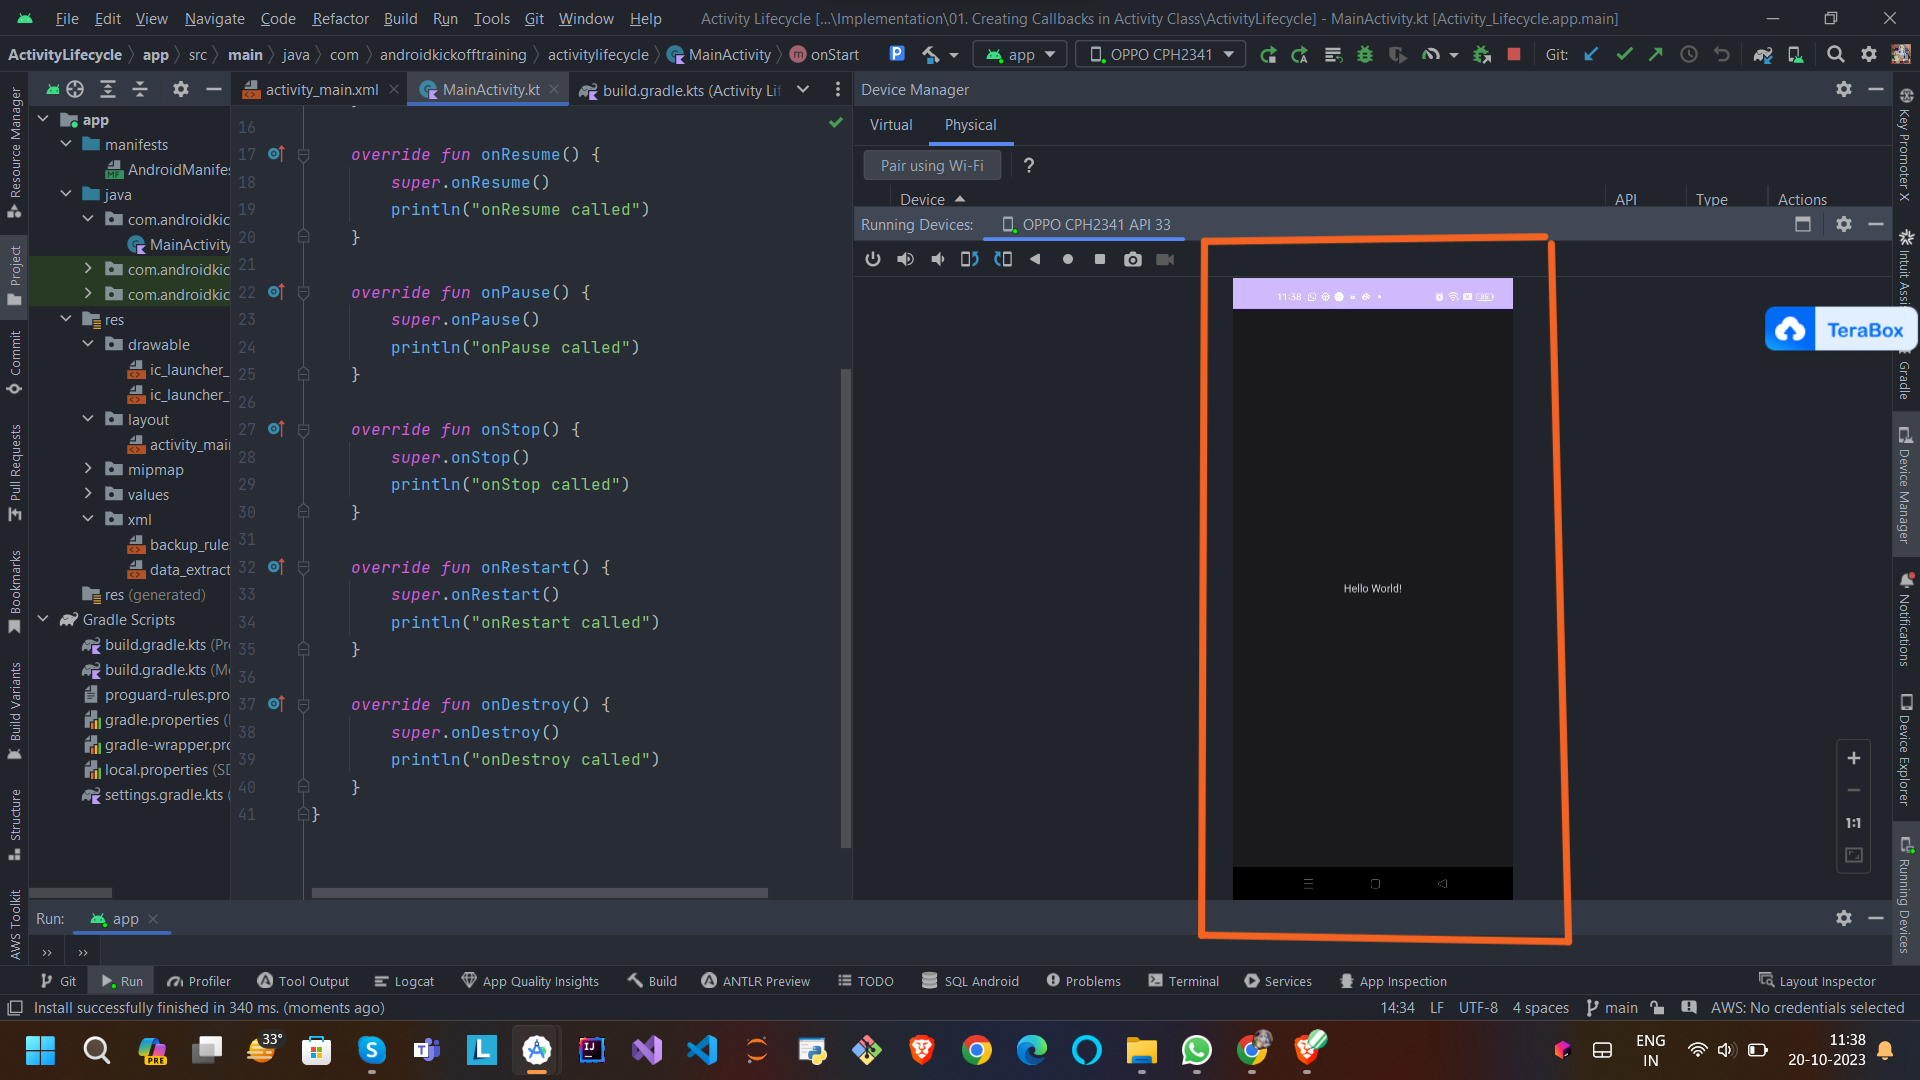 File Edit View Navigate Code Refactor Build Run Tools Git Window Help Activity Lifecycle [...\Implementation\01. Creating Callbacks in Activity Class\ActivityLifecycle] - MainActivity.kt [Activity_Lifecycle.app.main]
ActivityLifecycle app src main java com androidkickofftraining activitylifecycle MainActivity onStart app OPPO CPH2341 Git:
activity_main.xml MainActivity.kt build.gradle.kts (Activity Lif
Device Manager
Virtual Physical
Pair using Wi-Fi ?
Device API Type Actions
Running Devices: OPPO CPH2341 API 33
11:38
Hello World!
1:1
TeraBox
Resource Manager
Project
Commit
Pull Requests
Bookmarks
Build Variants
Structure
AWS Toolkit
app
manifests
AndroidManifes
java
com.androidkic
MainActivity
com.androidkic
com.androidkic
res
drawable
ic_launcher_
ic_launcher_
layout
activity_mai
mipmap
values
xml
backup_rule
data_extract
res (generated)
Gradle Scripts
build.gradle.kts (Pr
build.gradle.kts (M
proguard-rules.pro
gradle.properties
gradle-wrapper.pro
local.properties (SD
settings.gradle.kts
16
17 override fun onResume() {
18 super.onResume()
19 println("onResume called")
20 }
21
22 override fun onPause() {
23 super.onPause()
24 println("onPause called")
25 }
26
27 override fun onStop() {
28 super.onStop()
29 println("onStop called")
30 }
31
32 override fun onRestart() {
33 super.onRestart()
34 println("onRestart called")
35 }
36
37 override fun onDestroy() {
38 super.onDestroy()
39 println("onDestroy called")
40 }
41 }
Key Promoter X
Intuit Assi
Gradle
Device Manager
Notifications
Device Explorer
Running Devices
Run: app
Git Run Profiler Tool Output Logcat App Quality Insights Build ANTLR Preview TODO SQL Android Problems Terminal Services App Inspection Layout Inspector
Install successfully finished in 340 ms. (moments ago) 14:34 LF UTF-8 4 spaces main AWS: No credentials selected
PRE 33° ENG IN 11:38
20-10-2023